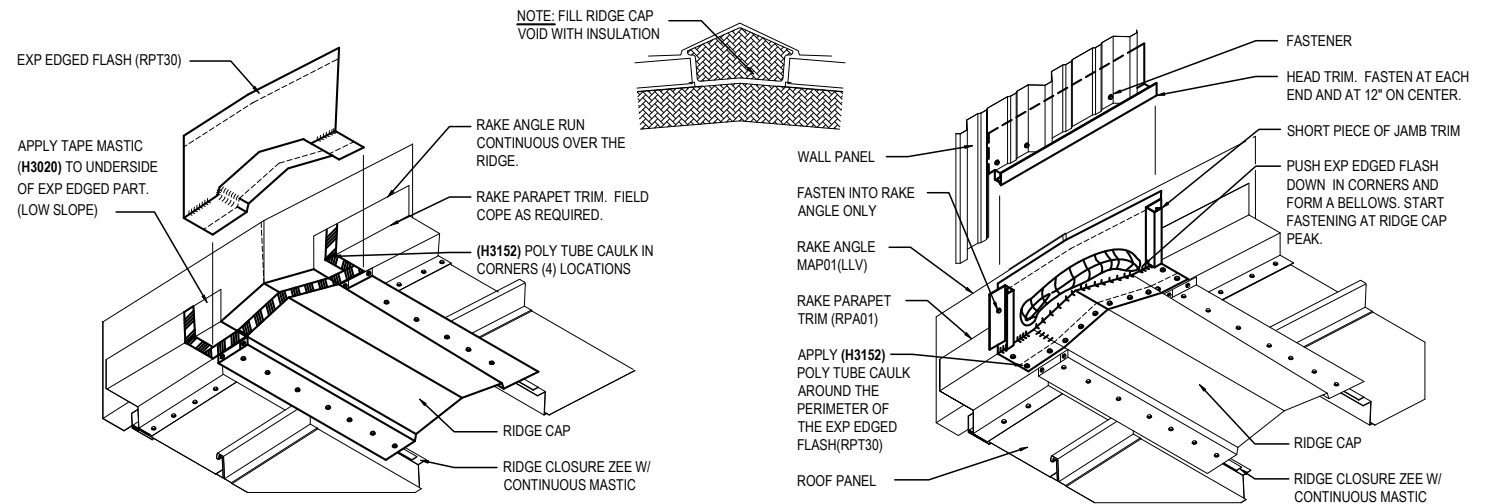 NOTE: FILL RIDGE CAP
VOID WITH INSULATION
EXP EDGED FLASH (RPT30)
APPLY TAPE MASTIC
(H3020) TO UNDERSIDE
OF EXP EDGED PART.
(LOW SLOPE)
RAKE ANGLE RUN
CONTINUOUS OVER THE
RIDGE.
RAKE PARAPET TRIM. FIELD
COPE AS REQUIRED.
(H3152) POLY TUBE CAULK IN
CORNERS (4) LOCATIONS
RIDGE CAP
RIDGE CLOSURE ZEE W/
CONTINUOUS MASTIC
WALL PANEL
FASTEN INTO RAKE
ANGLE ONLY
RAKE ANGLE
MAP01(LLV)
RAKE PARAPET
TRIM (RPA01)
APPLY (H3152)
POLY TUBE CAULK
AROUND THE
PERIMETER OF
THE EXP EDGED
FLASH(RPT30)
ROOF PANEL
FASTENER
HEAD TRIM. FASTEN AT EACH
END AND AT 12" ON CENTER.
SHORT PIECE OF JAMB TRIM
PUSH EXP EDGED FLASH
DOWN IN CORNERS AND
FORM A BELLOWS. START
FASTENING AT RIDGE CAP
PEAK.
RIDGE CAP
RIDGE CLOSURE ZEE W/
CONTINUOUS MASTIC